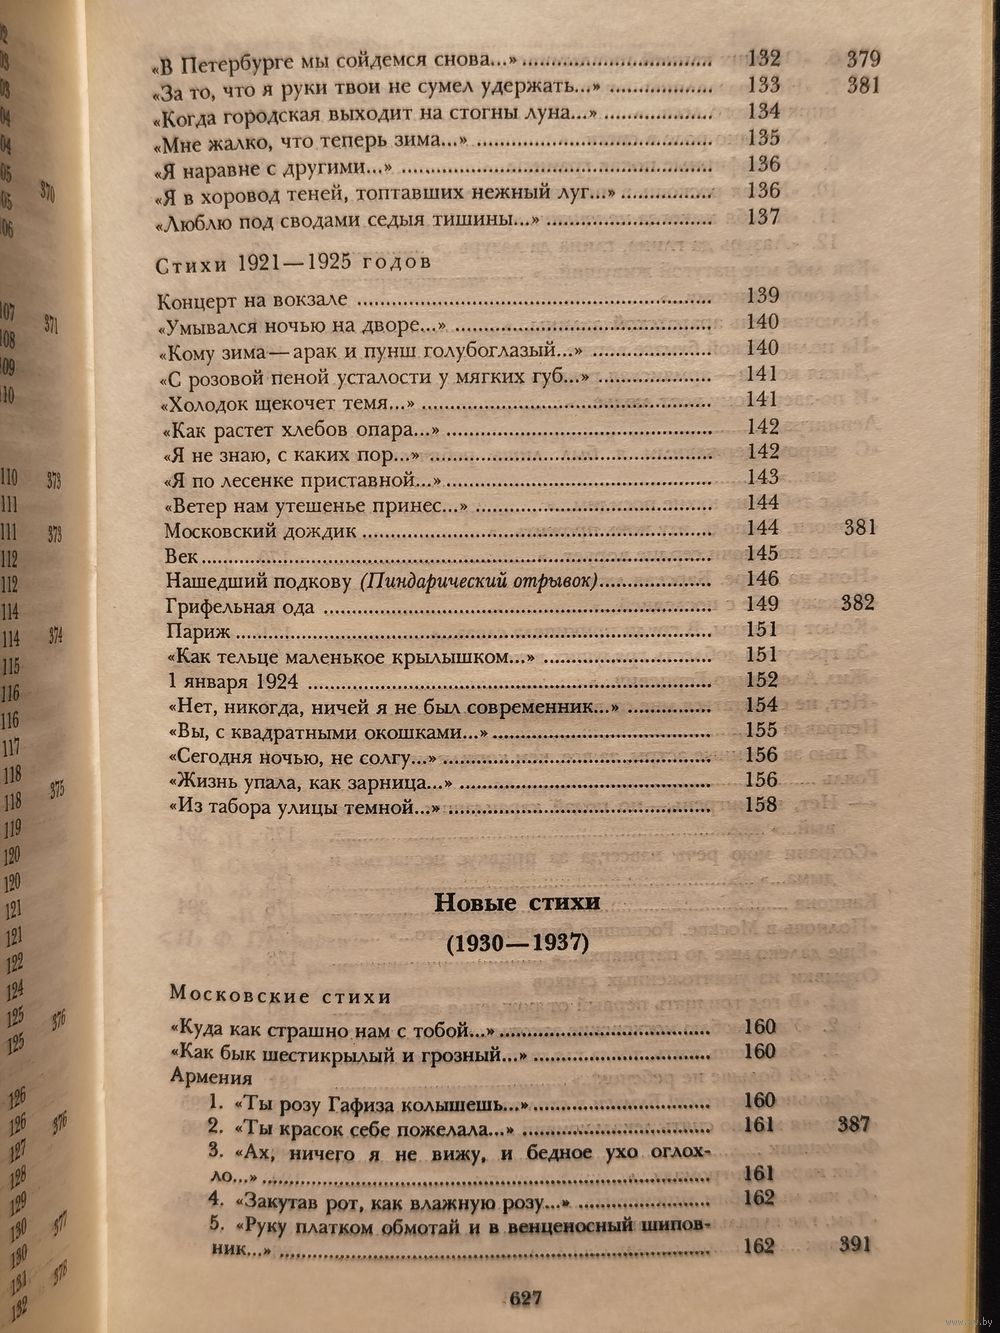 «В Петербурге мы сойдемся снова...» 132 379
«За то, что я руки твои не сумел удержать...» 133 381
«Когда городская выходит на стогны луна...» 134
«Мне жалко, что теперь зима...» 135
«Я наравне с другими...» 136
«Я в хоровод теней, топтавших нежный луг...» 136
«Люблю под сводами седыя тишины...» 137
Стихи 1921—1925 годов
Концерт на вокзале 139
«Умывался ночью на дворе...» 140
«Кому зима — арак и пунш голубоглазый...» 140
«С розовой пеной усталости у мягких губ...» 141
«Холодок щекочет темя...» 141
«Как растет хлебов опара...» 142
«Я не знаю, с каких пор...» 142
«Я по лесенке приставной...» 143
«Ветер нам утешенье принес...» 144
Московский дождик 144 381
Век 145
Нашедший подкову (Пиндарический отрывок) 146
Грифельная ода 149 382
Париж 151
«Как тельце маленькое крылышком...» 151
1 января 1924 152
«Нет, никогда, ничей я не был современник...» 154
«Вы, с квадратными окошками...» 155
«Сегодня ночью, не солгу...» 156
«Жизнь упала, как зарница...» 156
«Из табора улицы темной...» 158
Новые стихи
(1930—1937)
Московские стихи
«Куда как страшно нам с тобой...» 160
«Как бык шестикрылый и грозный...» 160
Армения
1. «Ты розу Гафиза колышешь...» 160
2. «Ты красок себе пожелала...» 161 387
3. «Ах, ничего я не вижу, и бедное ухо оглох-
ло...» 161
4. «Закутав рот, как влажную розу...» 162
5. «Руку платком обмотай и в венценосный шипов-
ник...» 162 391
627